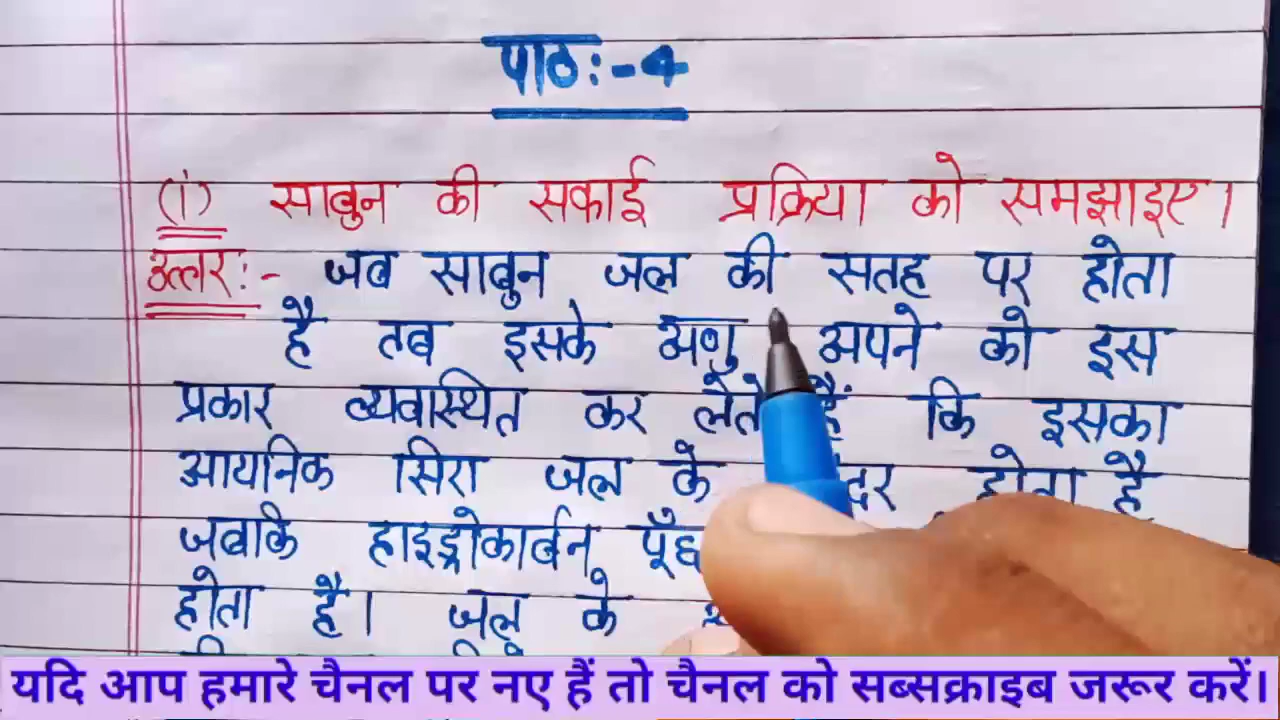 पाठः-4
(i) साबुन की सफाई प्रक्रिया को समझाइए।
उत्तरः- जब साबुन जल की सतह पर होता
है तब इसके अणु अपने को इस
प्रकार व्यवस्थित कर लेते हैं कि इसका
आयनिक सिरा जल के होता है
जबकि हाइड्रोकार्बन पूँछ
होता है। जल के
यदि आप हमारे चैनल पर नए हैं तो चैनल को सब्सक्राइब जरूर करें।